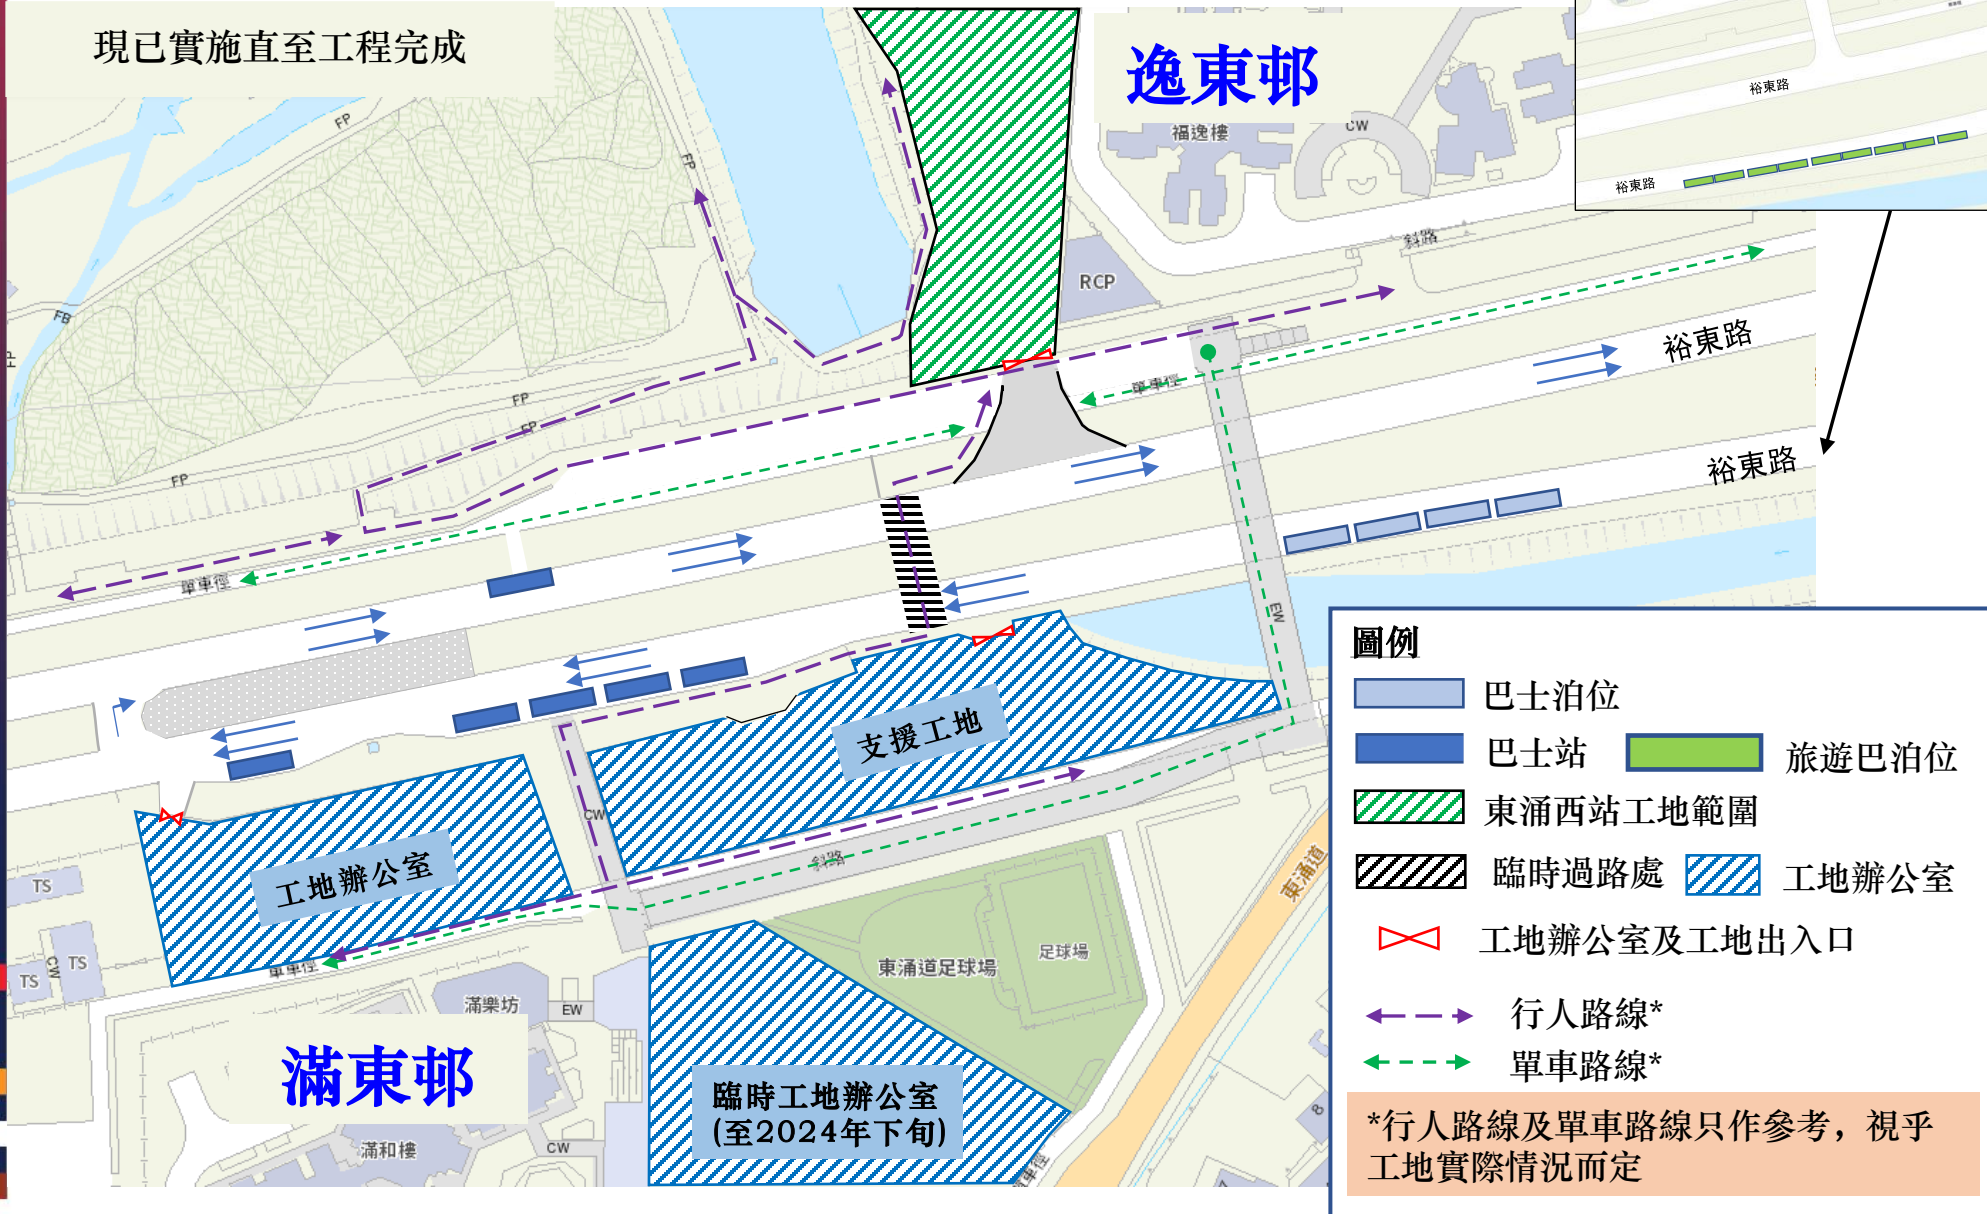 現已實施直至工程完成
逸東邨
福逸樓
CW
裕東路
裕東路
FP
FP
RCP
斜路
FB
FP
FP
FP
FP
單車徑
裕東路
裕東路
單車徑
EW
支援工地
CW
工地辦公室
斜路
東涌道
TS
TS
CW
TS
單車徑
東涌道足球場
足球場
滿樂坊
EW
滿東邨
臨時工地辦公室
(至2024年下旬)
滿和樓
CW
單車徑
8
圖例
巴士泊位
巴士站
旅遊巴泊位
東涌西站工地範圍
臨時過路處
工地辦公室
工地辦公室及工地出入口
行人路線*
單車路線*
*行人路線及單車路線只作參考，視乎
工地實際情況而定